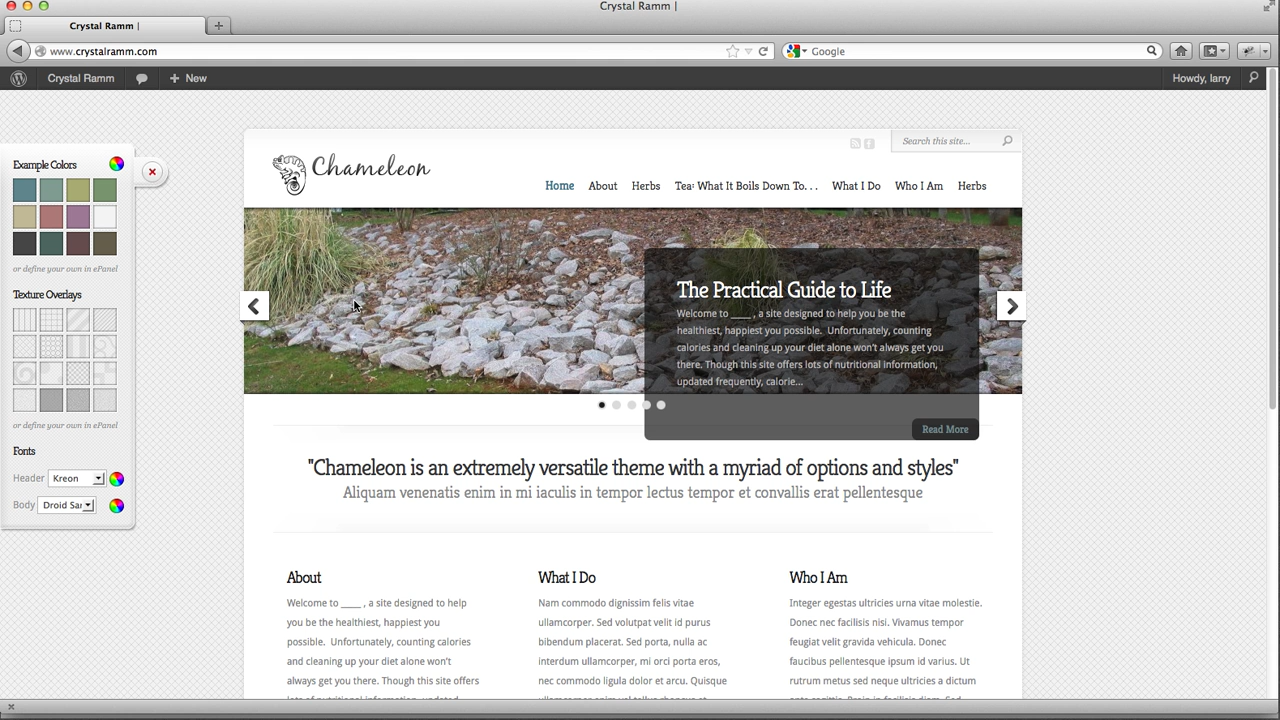 Crystal Ramm |
Crystal Ramm |
www.crystalramm.com
Google
Crystal Ramm
New
Howdy, larry
Example Colors
or define your own in ePanel
Texture Overlays
or define your own in ePanel
Fonts
Header Kreon
Body Droid Sar
Chameleon
Search this site...
Home About Herbs Tea: What It Boils Down To. . . What I Do Who I Am Herbs
The Practical Guide to Life
Welcome to ____ , a site designed to help you be the
healthiest, happiest you possible. Unfortunately, counting
calories and cleaning up your diet alone won't always get you
there. Though this site offers lots of nutritional information,
updated frequently, calorie...
Read More
"Chameleon is an extremely versatile theme with a myriad of options and styles"
Aliquam venenatis enim in mi iaculis in tempor lectus tempor et convallis erat pellentesque
About
Welcome to ____ , a site designed to help
you be the healthiest, happiest you
possible. Unfortunately, counting calories
and cleaning up your diet alone won't
always get you there. Though this site offers
lots of nutritional information, updated
What I Do
Nam commodo dignissim felis vitae
ullamcorper. Sed volutpat velit id purus
bibendum placerat. Sed porta, nulla ac
interdum ullamcorper, mi orci porta eros,
nec commodo ligula dolor et arcu. Quisque
Who I Am
Integer egestas ultricies urna vitae molestie.
Donec nec facilisis nisi. Vivamus tempor
feugiat velit gravida vehicula. Donec
faucibus pellentesque ipsum id varius. Ut
rutrum metus sed neque ultricies a dictum